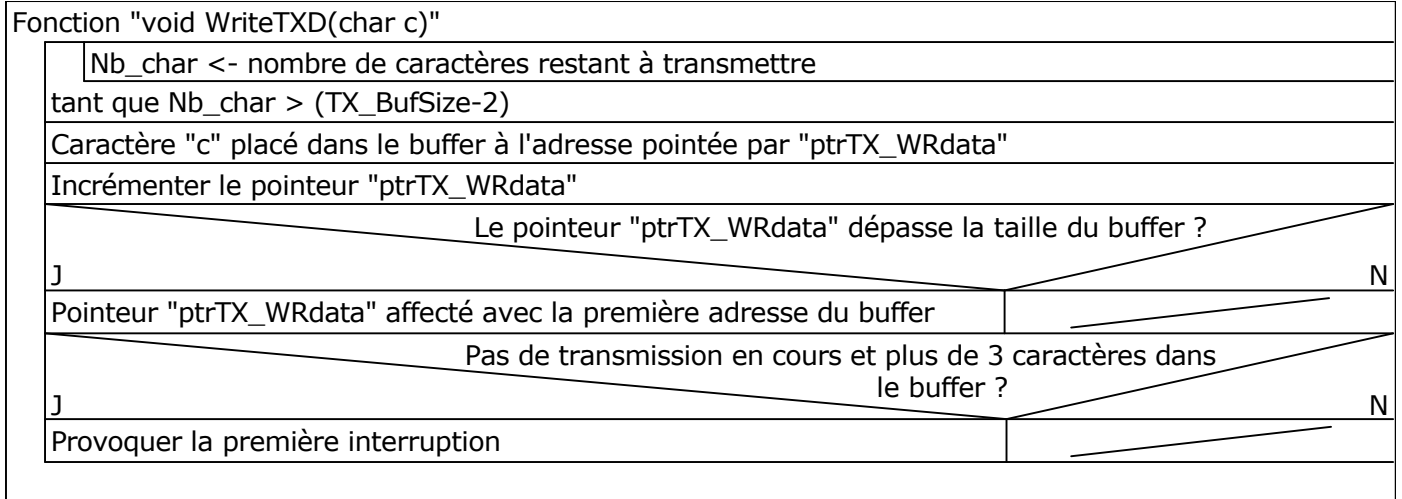 Fonction "void WriteTXD(char c)"
Nb_char <- nombre de caractères restant à transmettre
tant que Nb_char > (TX_BufSize-2)
Caractère "c" placé dans le buffer à l'adresse pointée par "ptrTX_WRdata"
Incrémenter le pointeur "ptrTX_WRdata"
Le pointeur "ptrTX_WRdata" dépasse la taille du buffer ?
J N
Pointeur "ptrTX_WRdata" affecté avec la première adresse du buffer
Pas de transmission en cours et plus de 3 caractères dans
le buffer ?
J N
Provoquer la première interruption